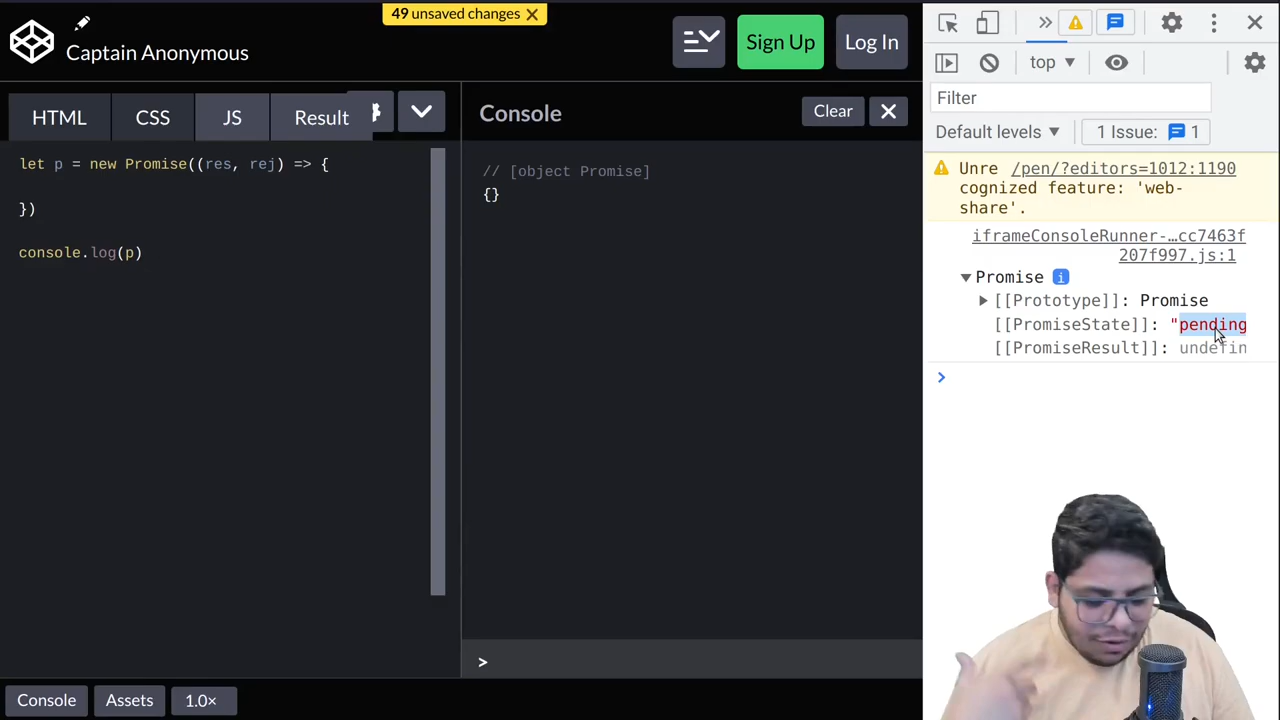 49 unsaved changes ×
Captain Anonymous
Sign Up
Log In
HTML
CSS
JS
Result
let p = new Promise((res, rej) => {
})
console.log(p)
Console
Clear
// [object Promise]
{}
>
Console
Assets
1.0×
top
Filter
Default levels
1 Issue:
1
Unre /pen/?editors=1012:1190
cognized feature: 'web-
share'.
iframeConsoleRunner-…cc7463f
207f997.js:1
Promise i
[[Prototype]]: Promise
[[PromiseState]]: "pending
[[PromiseResult]]: undefin
>